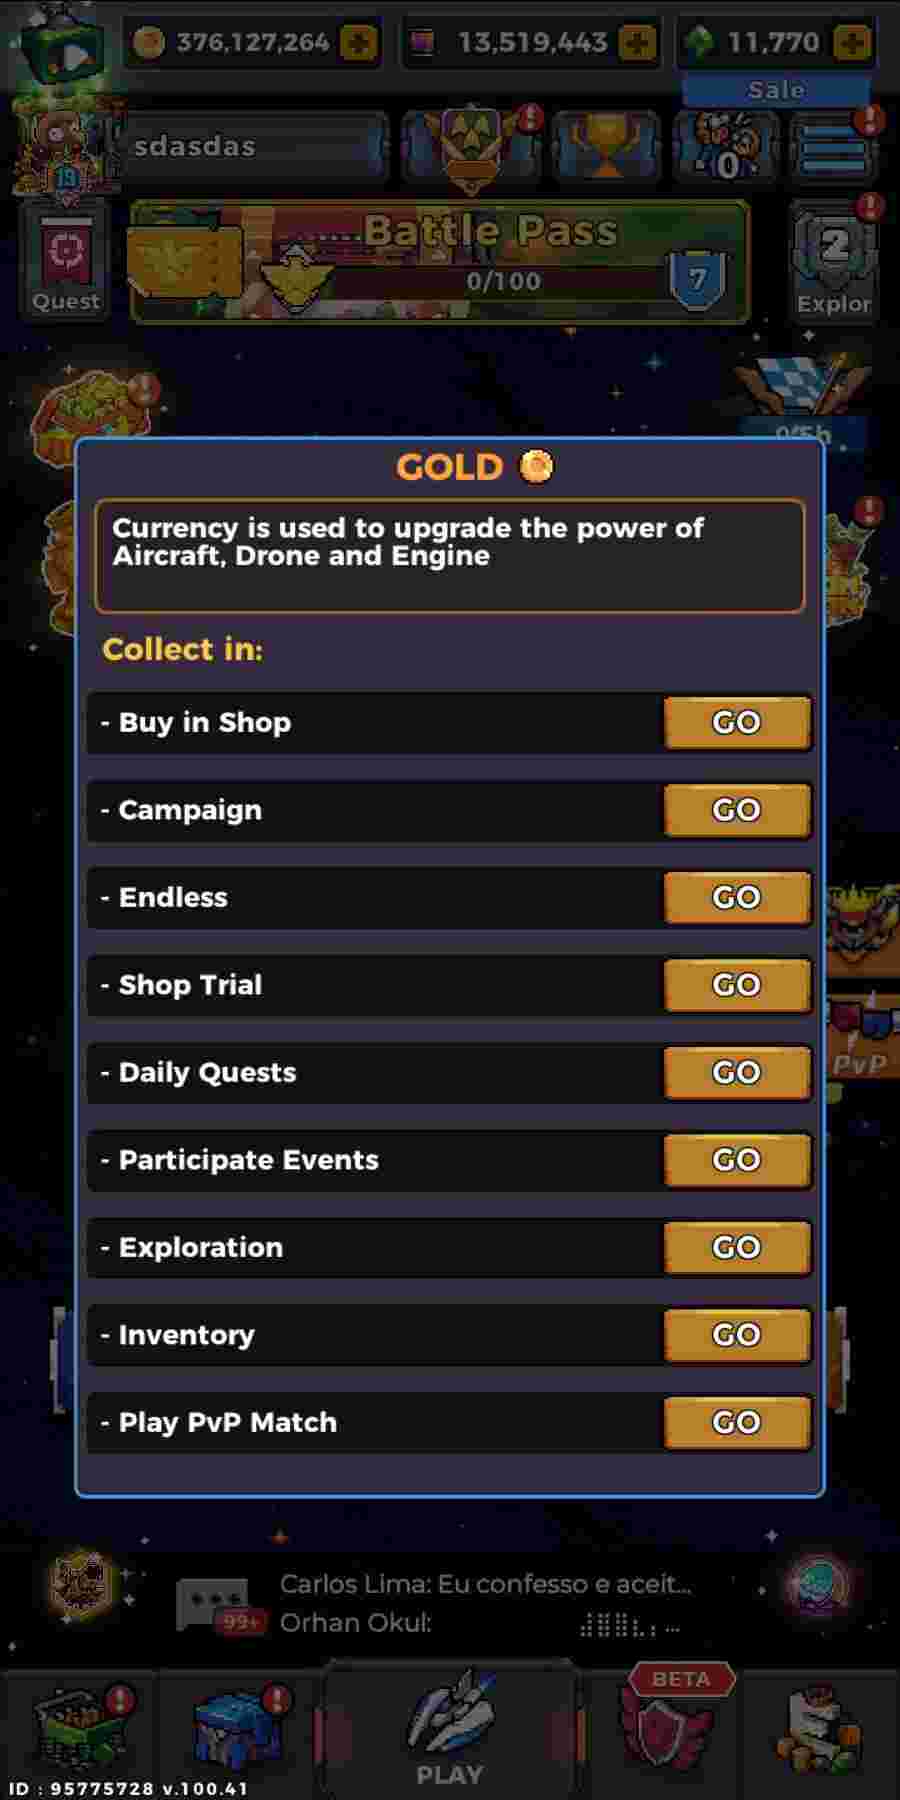 376,127,264
13,519,443
11,770
Sale
19
sdasdas
0
Quest
Battle Pass
0/100
7
2
Explor
GOLD
Currency is used to upgrade the power of
Aircraft, Drone and Engine
Collect in:
- Buy in Shop GO
- Campaign GO
- Endless GO
- Shop Trial GO
- Daily Quests GO
- Participate Events GO
- Exploration GO
- Inventory GO
- Play PvP Match GO
PvP
Carlos Lima: Eu confesso e aceit...
99+
Orhan Okul:
BETA
PLAY
ID : 95775728 v.100.41